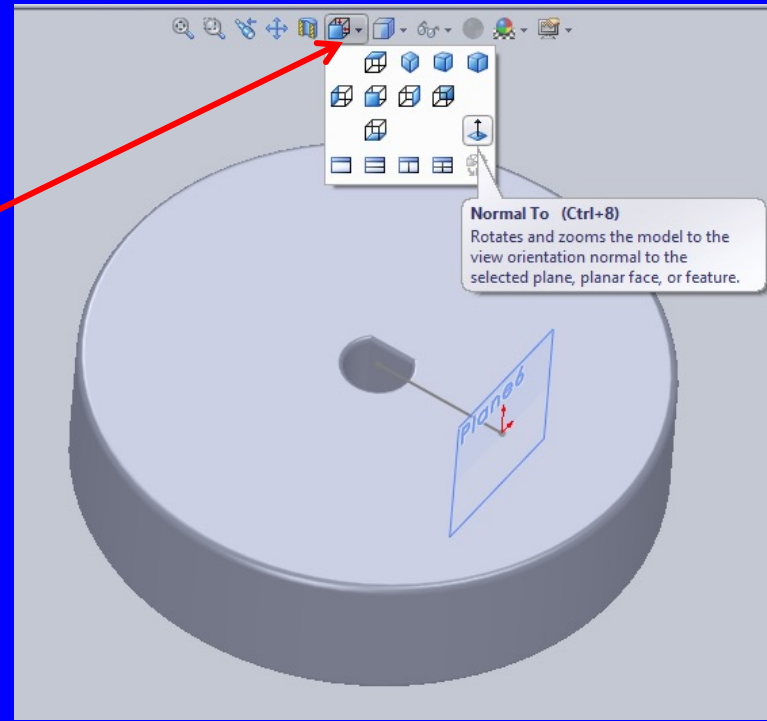 Normal To (Ctrl+8)
Rotates and zooms the model to the
view orientation normal to the
selected plane, planar face, or feature.
Plane6